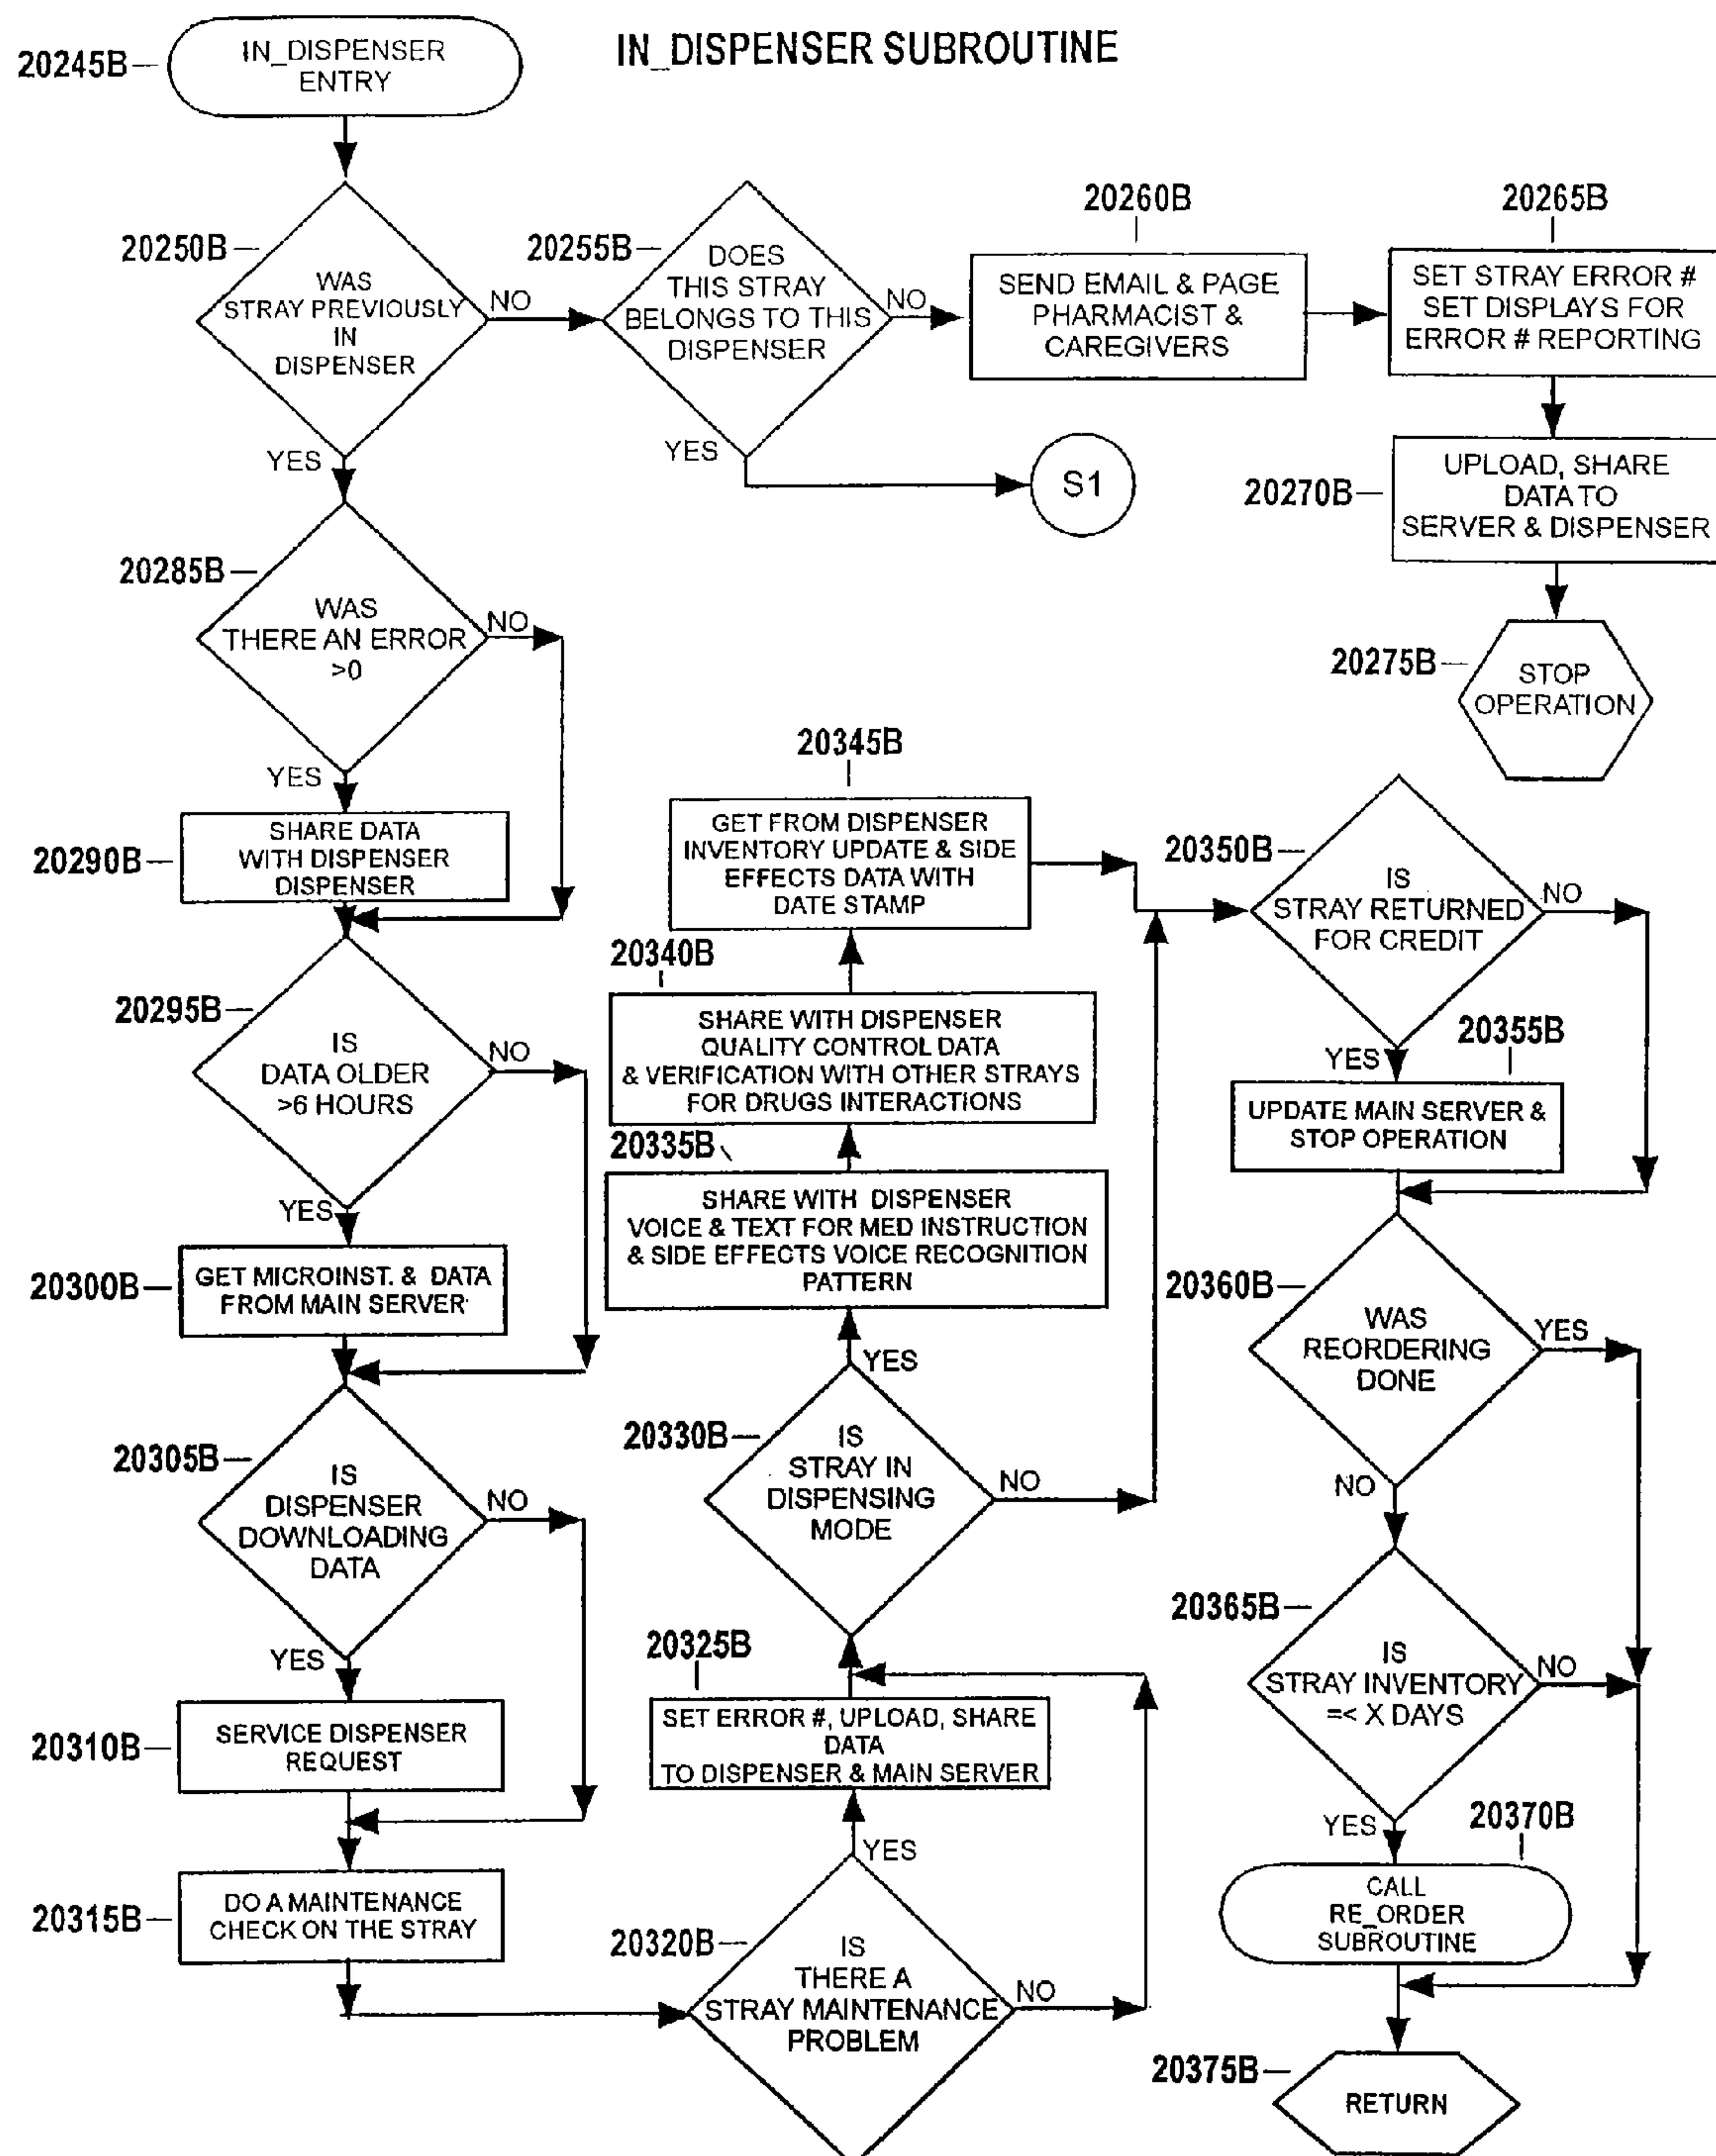 IN_DISPENSER SUBROUTINE
20245B
IN_DISPENSER
ENTRY
20250B
WAS
STRAY PREVIOUSLY
IN
DISPENSER
NO
YES
20255B
DOES
THIS STRAY
BELONGS TO THIS
DISPENSER
NO
YES
S1
20260B
SEND EMAIL & PAGE
PHARMACIST &
CAREGIVERS
20265B
SET STRAY ERROR #
SET DISPLAYS FOR
ERROR # REPORTING
20270B
UPLOAD, SHARE
DATA TO
SERVER & DISPENSER
20275B
STOP
OPERATION
20285B
WAS
THERE AN ERROR
>0
NO
YES
20290B
SHARE DATA
WITH DISPENSER
DISPENSER
20295B
IS
DATA OLDER
>6 HOURS
NO
YES
20300B
GET MICROINST. & DATA
FROM MAIN SERVER
20305B
IS
DISPENSER
DOWNLOADING
DATA
NO
YES
20310B
SERVICE DISPENSER
REQUEST
20315B
DO A MAINTENANCE
CHECK ON THE STRAY
20320B
IS
THERE A
STRAY MAINTENANCE
PROBLEM
NO
YES
20325B
SET ERROR #, UPLOAD, SHARE
DATA
TO DISPENSER & MAIN SERVER
20330B
IS
STRAY IN
DISPENSING
MODE
NO
YES
20335B
SHARE WITH DISPENSER
VOICE & TEXT FOR MED INSTRUCTION
& SIDE EFFECTS VOICE RECOGNITION
PATTERN
20340B
SHARE WITH DISPENSER
QUALITY CONTROL DATA
& VERIFICATION WITH OTHER STRAYS
FOR DRUGS INTERACTIONS
20345B
GET FROM DISPENSER
INVENTORY UPDATE & SIDE
EFFECTS DATA WITH
DATE STAMP
20350B
IS
STRAY RETURNED
FOR CREDIT
NO
YES
20355B
UPDATE MAIN SERVER &
STOP OPERATION
20360B
WAS
REORDERING
DONE
YES
NO
20365B
IS
STRAY INVENTORY
=< X DAYS
NO
YES
20370B
CALL
RE_ORDER
SUBROUTINE
20375B
RETURN